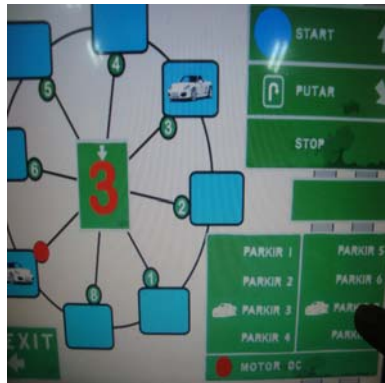 START
PUTAR
STOP
4
5
3
6
3
2
1
8
PARKIR 1
PARKIR 2
PARKIR 3
PARKIR 4
PARKIR 5
PARKIR 6
EXIT
MOTOR DC